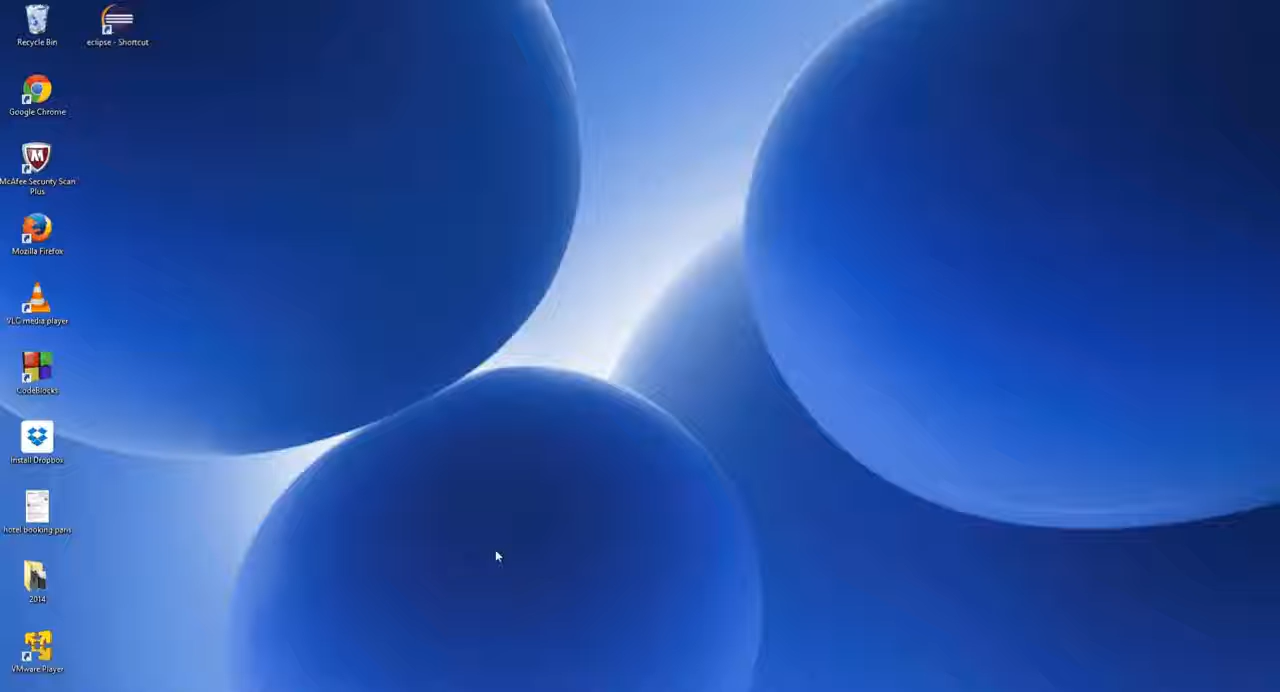 Recycle Bin
eclipse - Shortcut
Google Chrome
McAfee Security Scan
Plus
Mozilla Firefox
VLC media player
CodeBlocks
Install Dropbox
hotel booking paris
2014
VMware Player